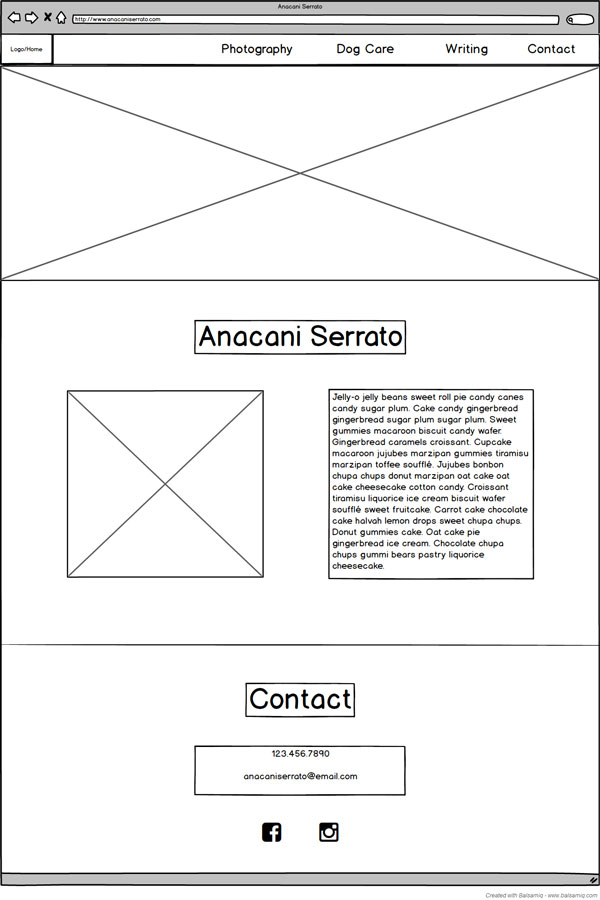 Anacani Serrato
http://www.anacaniserrato.com
Logo/Home
Photography Dog Care Writing Contact
Anacani Serrato
Jelly-o jelly beans sweet roll pie candy canes
candy sugar plum. Cake candy gingerbread
gingerbread sugar plum sugar plum. Sweet
gummies macaroon biscuit candy wafer.
Gingerbread caramels croissant. Cupcake
macaroon jujubes marzipan gummies tiramisu
marzipan toffee soufflé. Jujubes bonbon
chupa chups donut marzipan oat cake oat
cake cheesecake cotton candy. Croissant
tiramisu liquorice ice cream biscuit wafer
soufflé sweet fruitcake. Carrot cake chocolate
cake halvah lemon drops sweet chupa chups.
Donut gummies cake. Oat cake pie
gingerbread ice cream. Chocolate chupa
chups gummi bears pastry liquorice
cheesecake.
Contact
123.456.7890
anacaniserrato@email.com
Created with Balsamiq - www.balsamiq.com